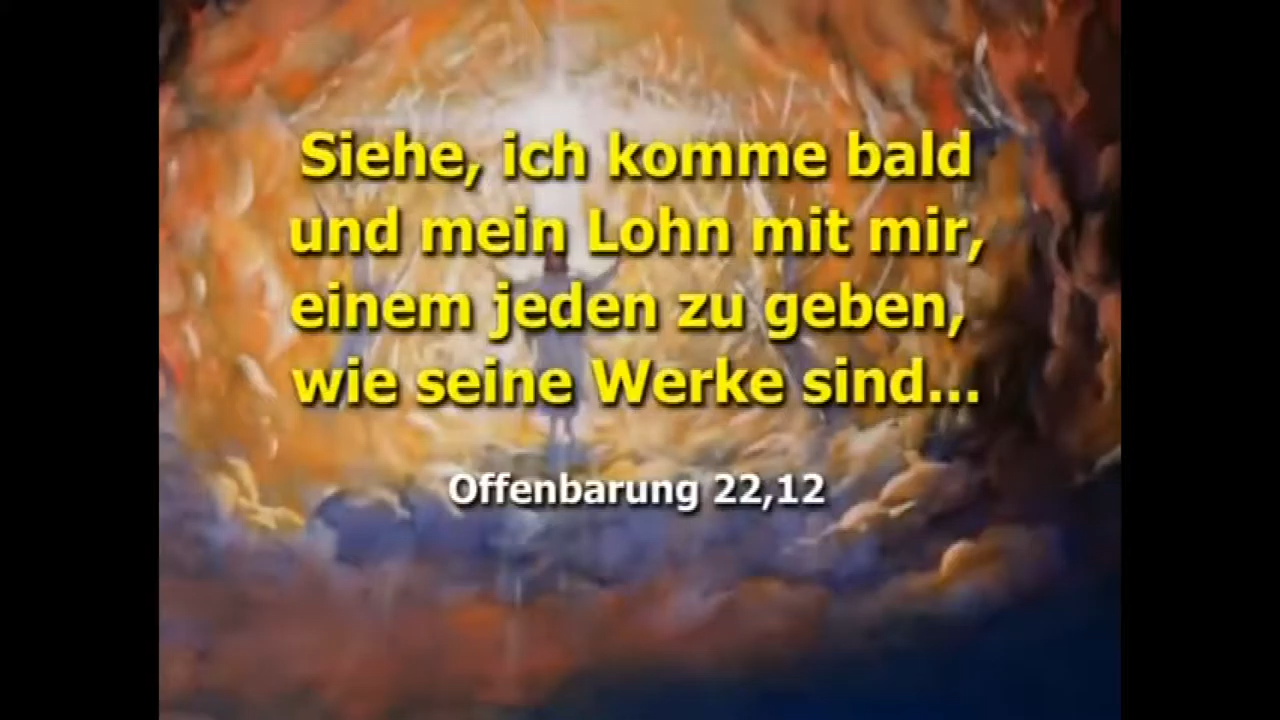 Siehe, ich komme bald
und mein Lohn mit mir,
einem jeden zu geben,
wie seine Werke sind...
Offenbarung 22,12